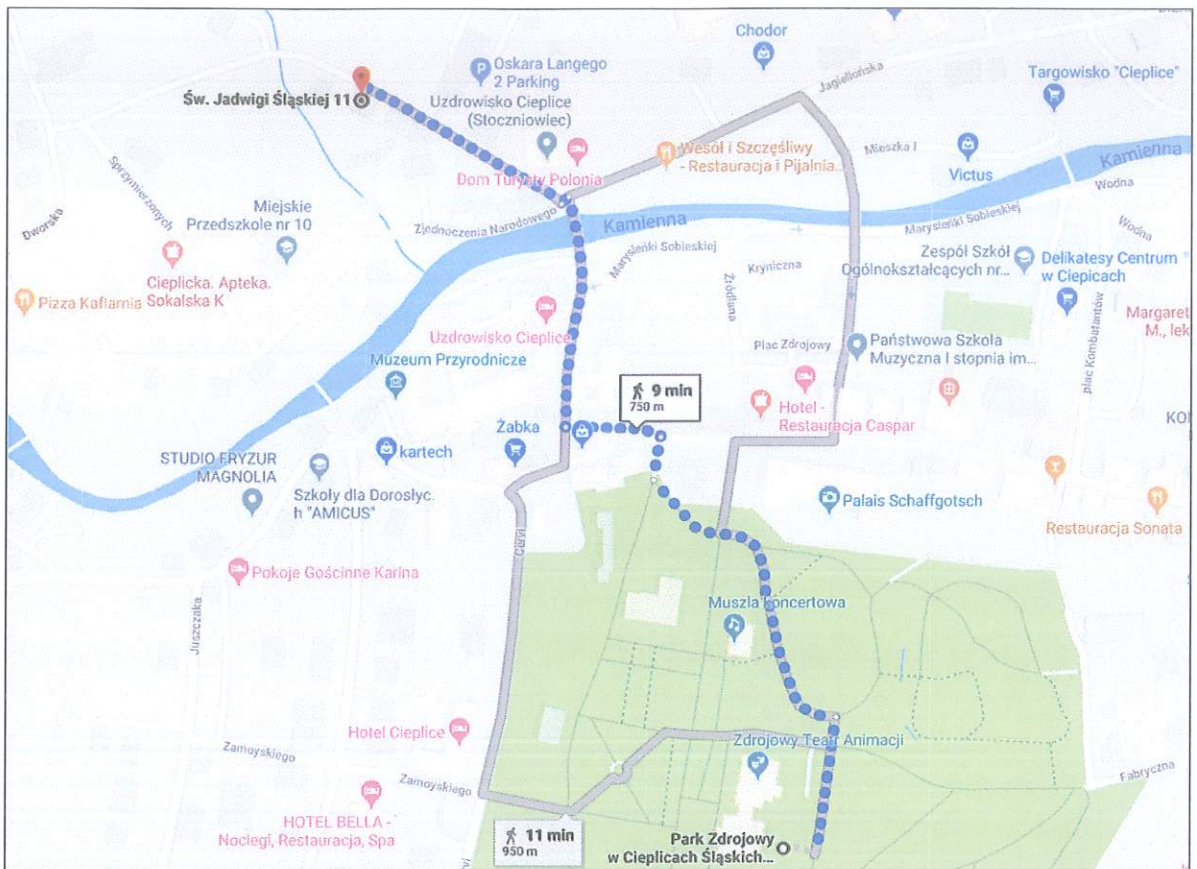 Chodor
Oskara Langego
2 Parking
Jagiellońska
Targowisko "Cieplice"
Św. Jadwigi Śląskiej 11
Uzdrowisko Cieplice
(Stoczniowiec)
Wesół i Szczęśliwy
- Restauracja i Pijalnia...
Mieszka I
Victus
Kamienna
Dom Turysty Polonia
Sprzymierzonych
Dworska
Miejskie
Przedszkole nr 10
Zjednoczenia Narodowego
Kamienna
Marysieńki Sobieskiej
Marysieńki Sobieskiej
Wodna
Wodna
Kryniczna
Źródlana
Zespół Szkół
Ogólnokształcących nr...
Delikatesy Centrum
w Ciepicach
Cieplicka. Apteka.
Sokalska K
Pizza Kaflarnia
Uzdrowisko Cieplice
Plac Zdrojowy
Państwowa Szkoła
Muzyczna I stopnia im...
plac Kombatantów
Margaret
M., lek
Muzeum Przyrodnicze
9 min
750 m
Hotel -
Restauracja Caspar
Żabka
kartech
STUDIO FRYZUR
MAGNOLIA
Szkoły dla Dorosłyc.
h "AMICUS"
Palais Schaffgotsch
Restauracja Sonata
Pokoje Gościnne Karina
Juszczaka
Muszla koncertowa
Hotel Cieplice
Zdrojowy Teatr Animacji
Zamoyskiego
Zamoyskiego
Fabryczna
HOTEL BELLA -
Noclegi, Restauracja, Spa
11 min
950 m
Park Zdrojowy
w Cieplicach Śląskich...